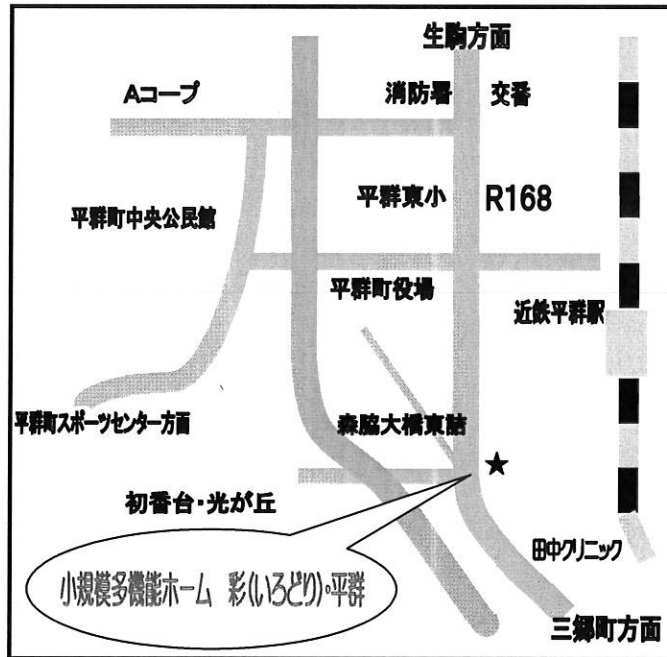 生駒方面
Aコープ
消防署
交番
平群東小
R168
平群町中央公民館
平群町役場
近鉄平群駅
平群町スポーツセンター方面
森脇大橋東詰
★
初香台・光が丘
田中クリニック
小規模多機能ホーム 彩(いろどり)・平群
三郷町方面